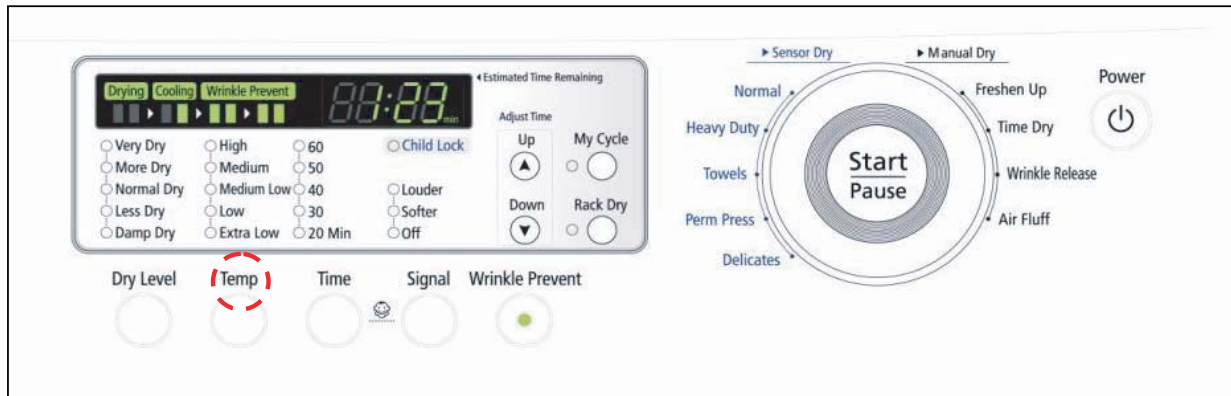 Drying Cooling Wrinkle Prevent
1:23 min
◂Estimated Time Remaining
Very Dry
More Dry
Normal Dry
Less Dry
Damp Dry
High
Medium
Medium Low
Low
Extra Low
60
50
40
30
20 Min
Child Lock
Louder
Softer
Off
Adjust Time
Up
Down
My Cycle
Rack Dry
Dry Level
Temp
Time
Signal
Wrinkle Prevent
▸Sensor Dry
Normal
Heavy Duty
Towels
Perm Press
Delicates
▸Manual Dry
Freshen Up
Time Dry
Wrinkle Release
Air Fluff
Start
Pause
Power